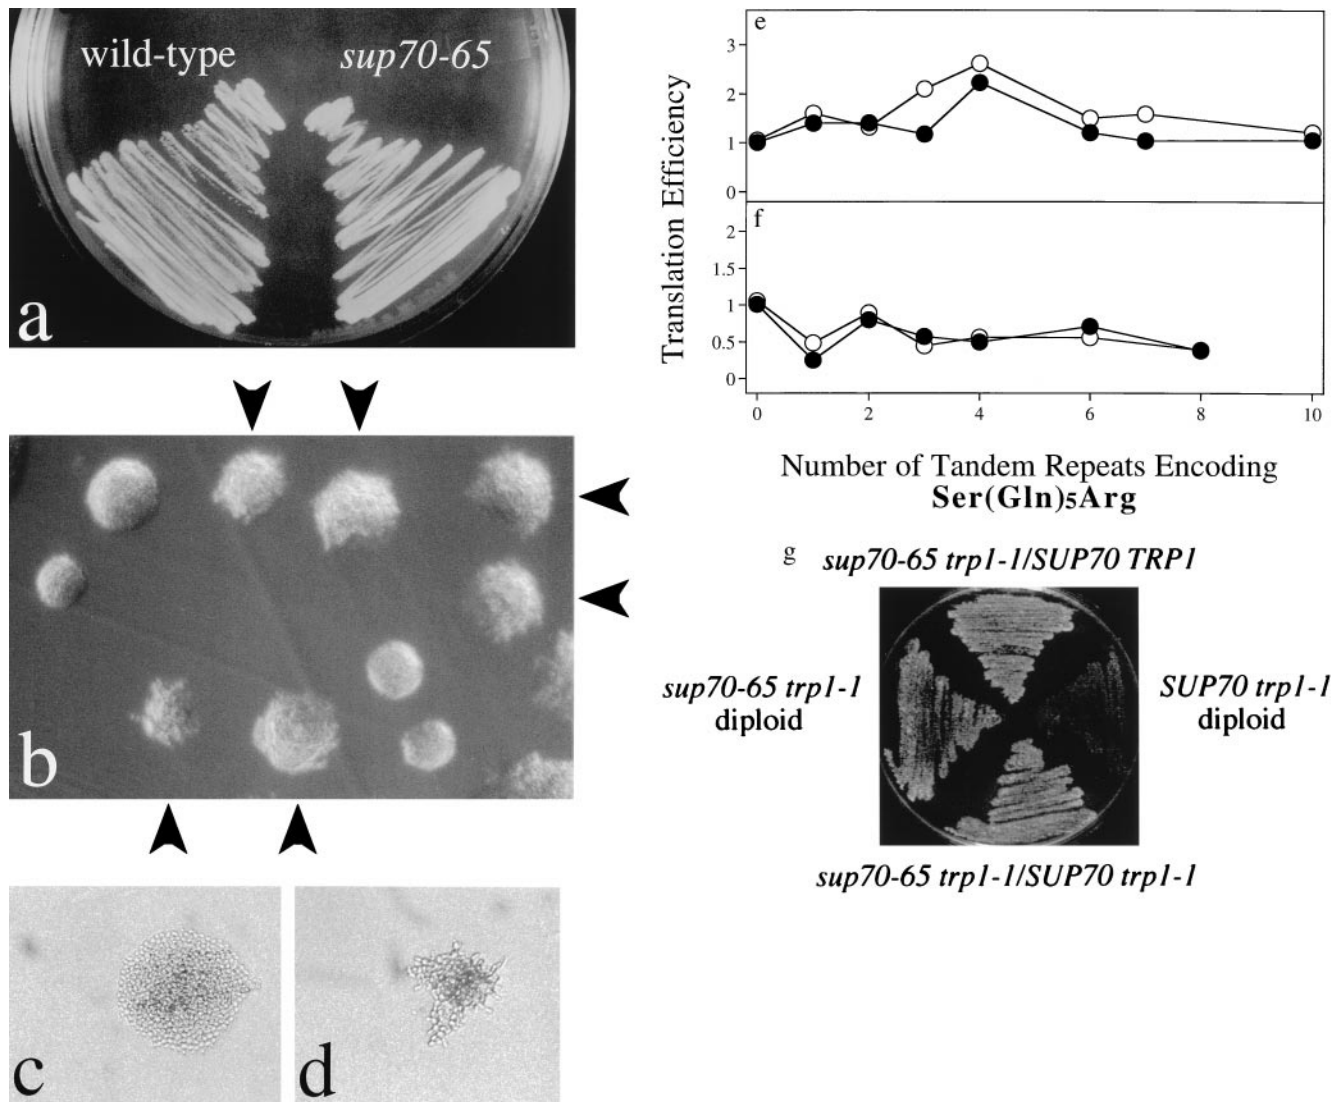 wild-type
sup70-65
a
b
c
d
e
3
2
1
0
f
2
1.5
1
0.5
0
0 2 4 6 8 10
Translation Efficiency
Number of Tandem Repeats Encoding
Ser(Gln)5Arg
g
sup70-65 trp1-1/SUP70 TRP1
sup70-65 trp1-1
diploid
SUP70 trp1-1
diploid
sup70-65 trp1-1/SUP70 trp1-1